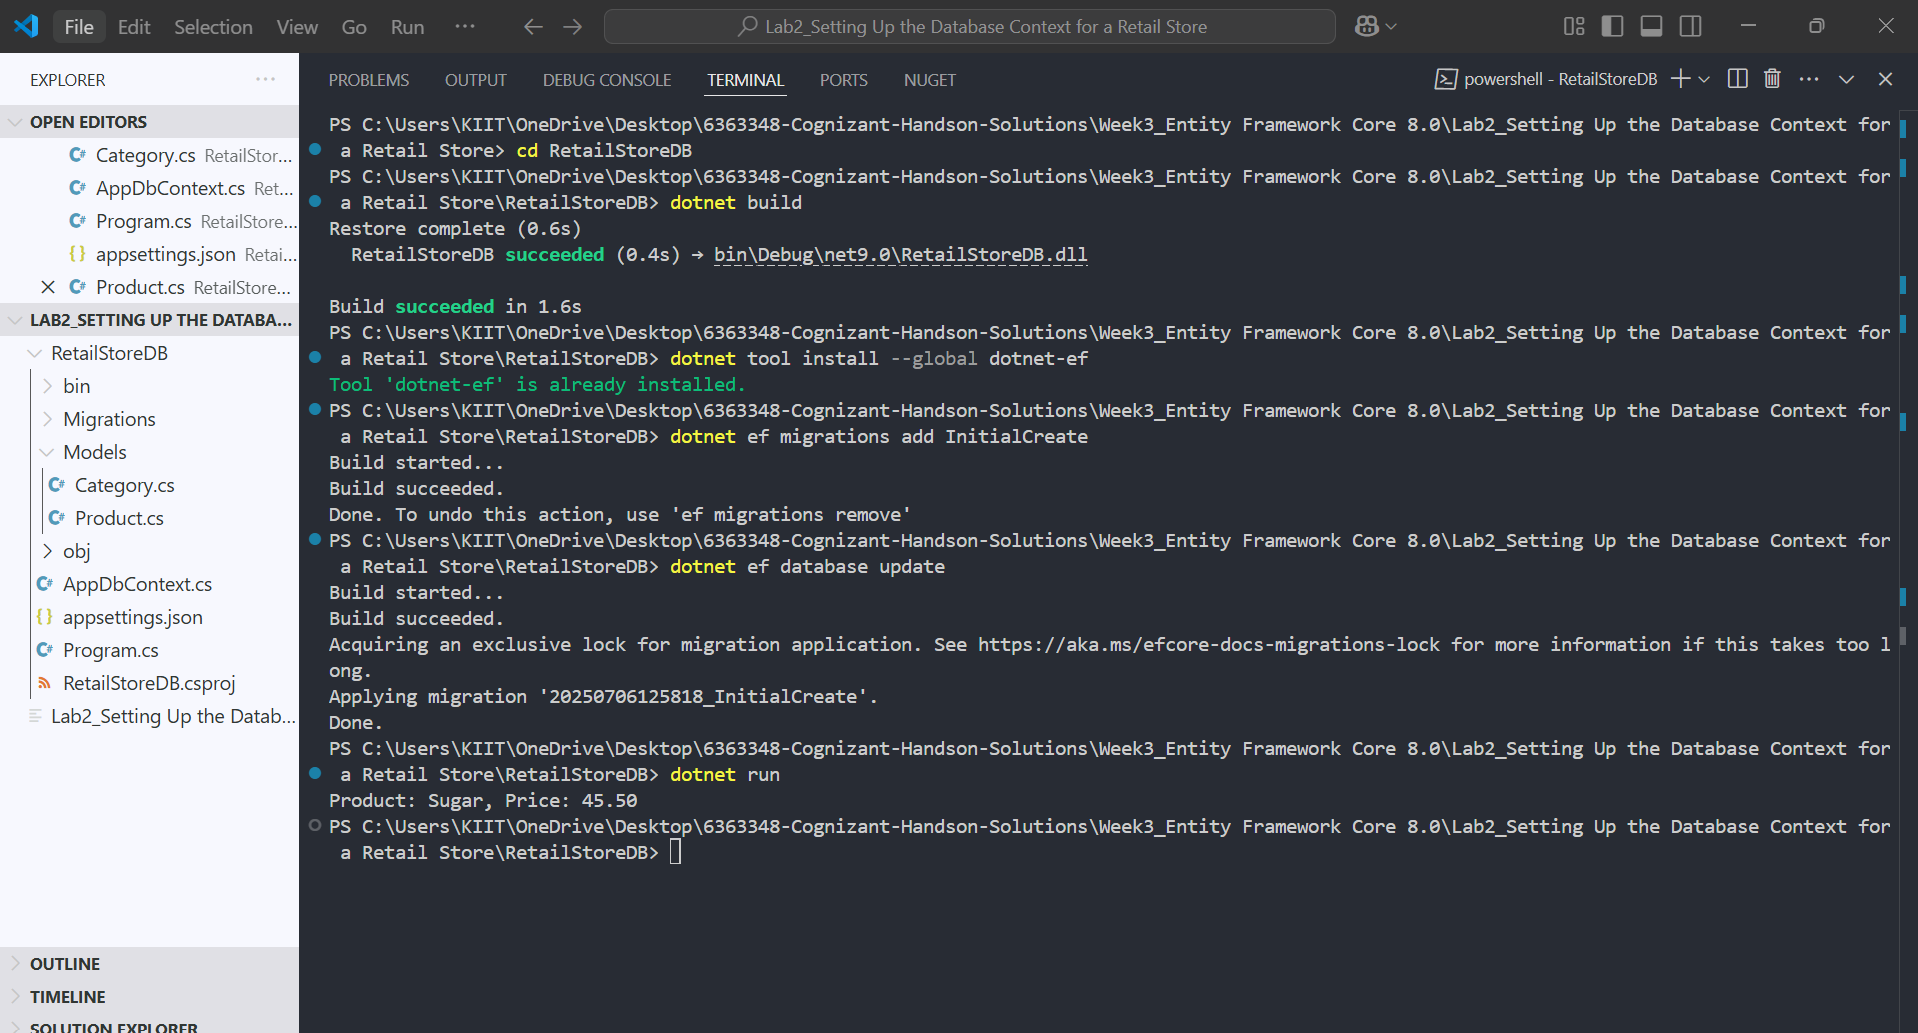 File Edit Selection View Go Run ··· Lab2_Setting Up the Database Context for a Retail Store
EXPLORER ···
OPEN EDITORS
Category.cs RetailStor...
AppDbContext.cs Ret...
Program.cs RetailStore...
{} appsettings.json Retai...
Product.cs RetailStore...
LAB2_SETTING UP THE DATABA...
RetailStoreDB
bin
Migrations
Models
Category.cs
Product.cs
obj
AppDbContext.cs
{} appsettings.json
Program.cs
RetailStoreDB.csproj
Lab2_Setting Up the Datab...
OUTLINE
TIMELINE
SOLUTION EXPLORER
PROBLEMS OUTPUT DEBUG CONSOLE TERMINAL PORTS NUGET powershell - RetailStoreDB
PS C:\Users\KIIT\OneDrive\Desktop\6363348-Cognizant-Handson-Solutions\Week3_Entity Framework Core 8.0\Lab2_Setting Up the Database Context for
a Retail Store> cd RetailStoreDB
PS C:\Users\KIIT\OneDrive\Desktop\6363348-Cognizant-Handson-Solutions\Week3_Entity Framework Core 8.0\Lab2_Setting Up the Database Context for
a Retail Store\RetailStoreDB> dotnet build
Restore complete (0.6s)
RetailStoreDB succeeded (0.4s) → bin\Debug\net9.0\RetailStoreDB.dll
Build succeeded in 1.6s
PS C:\Users\KIIT\OneDrive\Desktop\6363348-Cognizant-Handson-Solutions\Week3_Entity Framework Core 8.0\Lab2_Setting Up the Database Context for
a Retail Store\RetailStoreDB> dotnet tool install --global dotnet-ef
Tool 'dotnet-ef' is already installed.
PS C:\Users\KIIT\OneDrive\Desktop\6363348-Cognizant-Handson-Solutions\Week3_Entity Framework Core 8.0\Lab2_Setting Up the Database Context for
a Retail Store\RetailStoreDB> dotnet ef migrations add InitialCreate
Build started...
Build succeeded.
Done. To undo this action, use 'ef migrations remove'
PS C:\Users\KIIT\OneDrive\Desktop\6363348-Cognizant-Handson-Solutions\Week3_Entity Framework Core 8.0\Lab2_Setting Up the Database Context for
a Retail Store\RetailStoreDB> dotnet ef database update
Build started...
Build succeeded.
Acquiring an exclusive lock for migration application. See https://aka.ms/efcore-docs-migrations-lock for more information if this takes too l
ong.
Applying migration '20250706125818_InitialCreate'.
Done.
PS C:\Users\KIIT\OneDrive\Desktop\6363348-Cognizant-Handson-Solutions\Week3_Entity Framework Core 8.0\Lab2_Setting Up the Database Context for
a Retail Store\RetailStoreDB> dotnet run
Product: Sugar, Price: 45.50
PS C:\Users\KIIT\OneDrive\Desktop\6363348-Cognizant-Handson-Solutions\Week3_Entity Framework Core 8.0\Lab2_Setting Up the Database Context for
a Retail Store\RetailStoreDB>